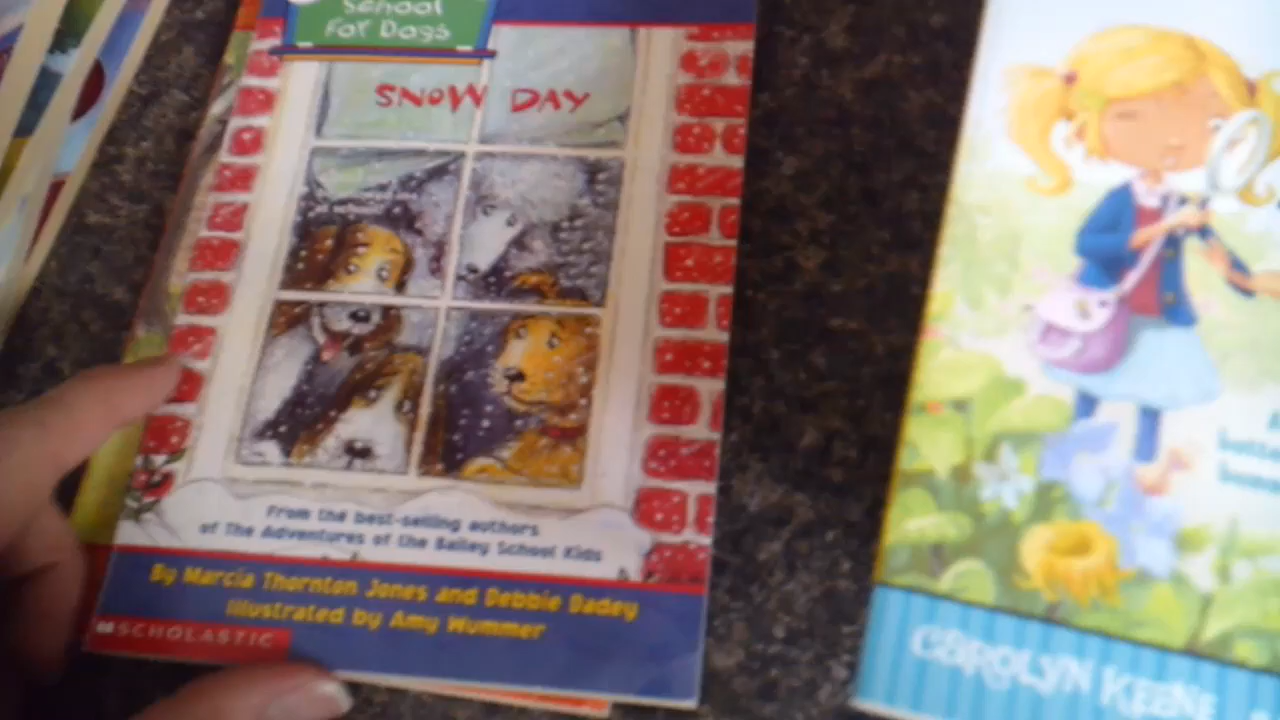 School
For Dogs
SNOW DAY
From the best-selling authors
of The Adventures of the Bailey School Kids
By Marcia Thornton Jones and Debbie Dadey
Illustrated by Amy Wummer
SCHOLASTIC
CAROLYN KEENE